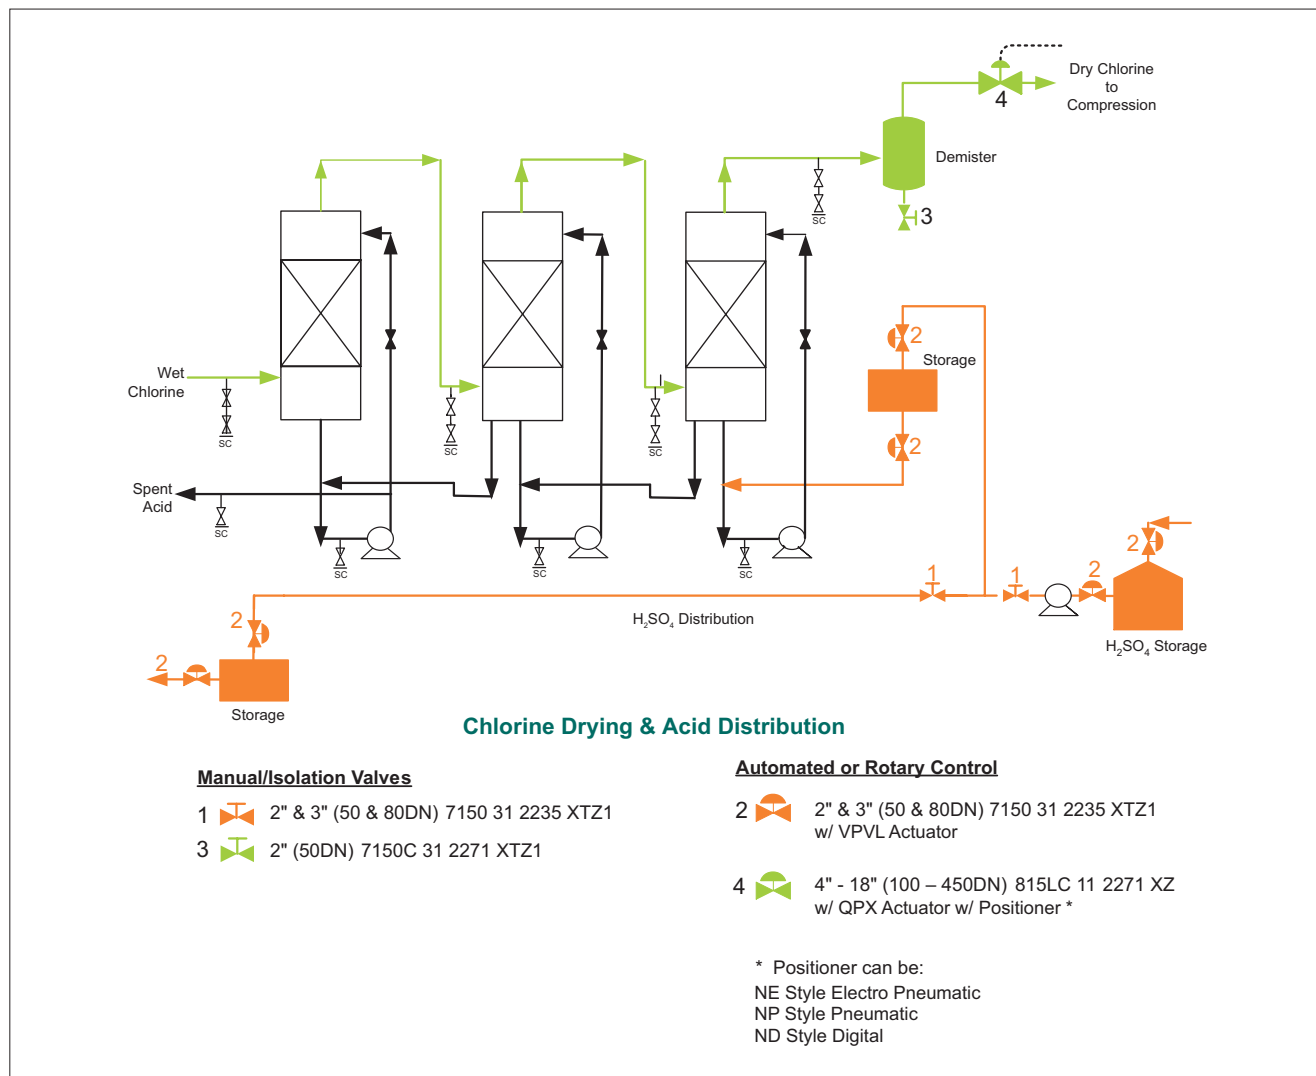 Dry Chlorine
to
Compression
4
Demister
3
SC
2
Storage
Wet
Chlorine
SC
SC
SC
2
Spent
Acid
SC
SC
SC
SC
2
1
1
2
H₂SO₄ Distribution
2
H₂SO₄ Storage
2
Storage
Chlorine Drying & Acid Distribution
Manual/Isolation Valves
1 2" & 3" (50 & 80DN) 7150 31 2235 XTZ1
3 2" (50DN) 7150C 31 2271 XTZ1
Automated or Rotary Control
2 2" & 3" (50 & 80DN) 7150 31 2235 XTZ1
w/ VPVL Actuator
4 4" - 18" (100 – 450DN) 815LC 11 2271 XZ
w/ QPX Actuator w/ Positioner *
* Positioner can be:
NE Style Electro Pneumatic
NP Style Pneumatic
ND Style Digital